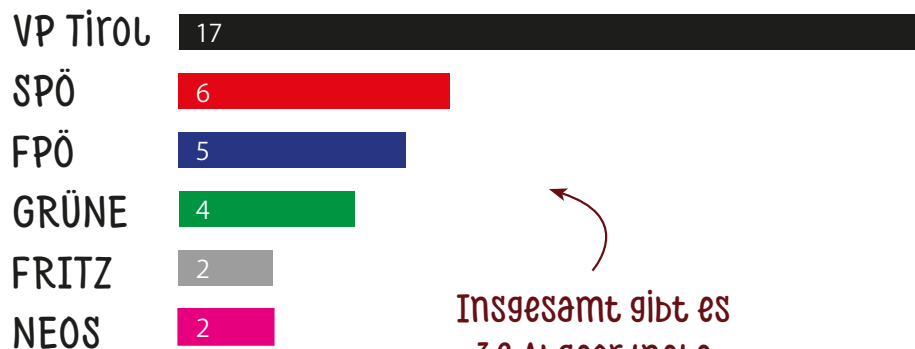 VP Tirol 17
SPÖ 6
FPÖ 5
GRÜNE 4
FRITZ 2
NEOS 2
Insgesamt gibt es